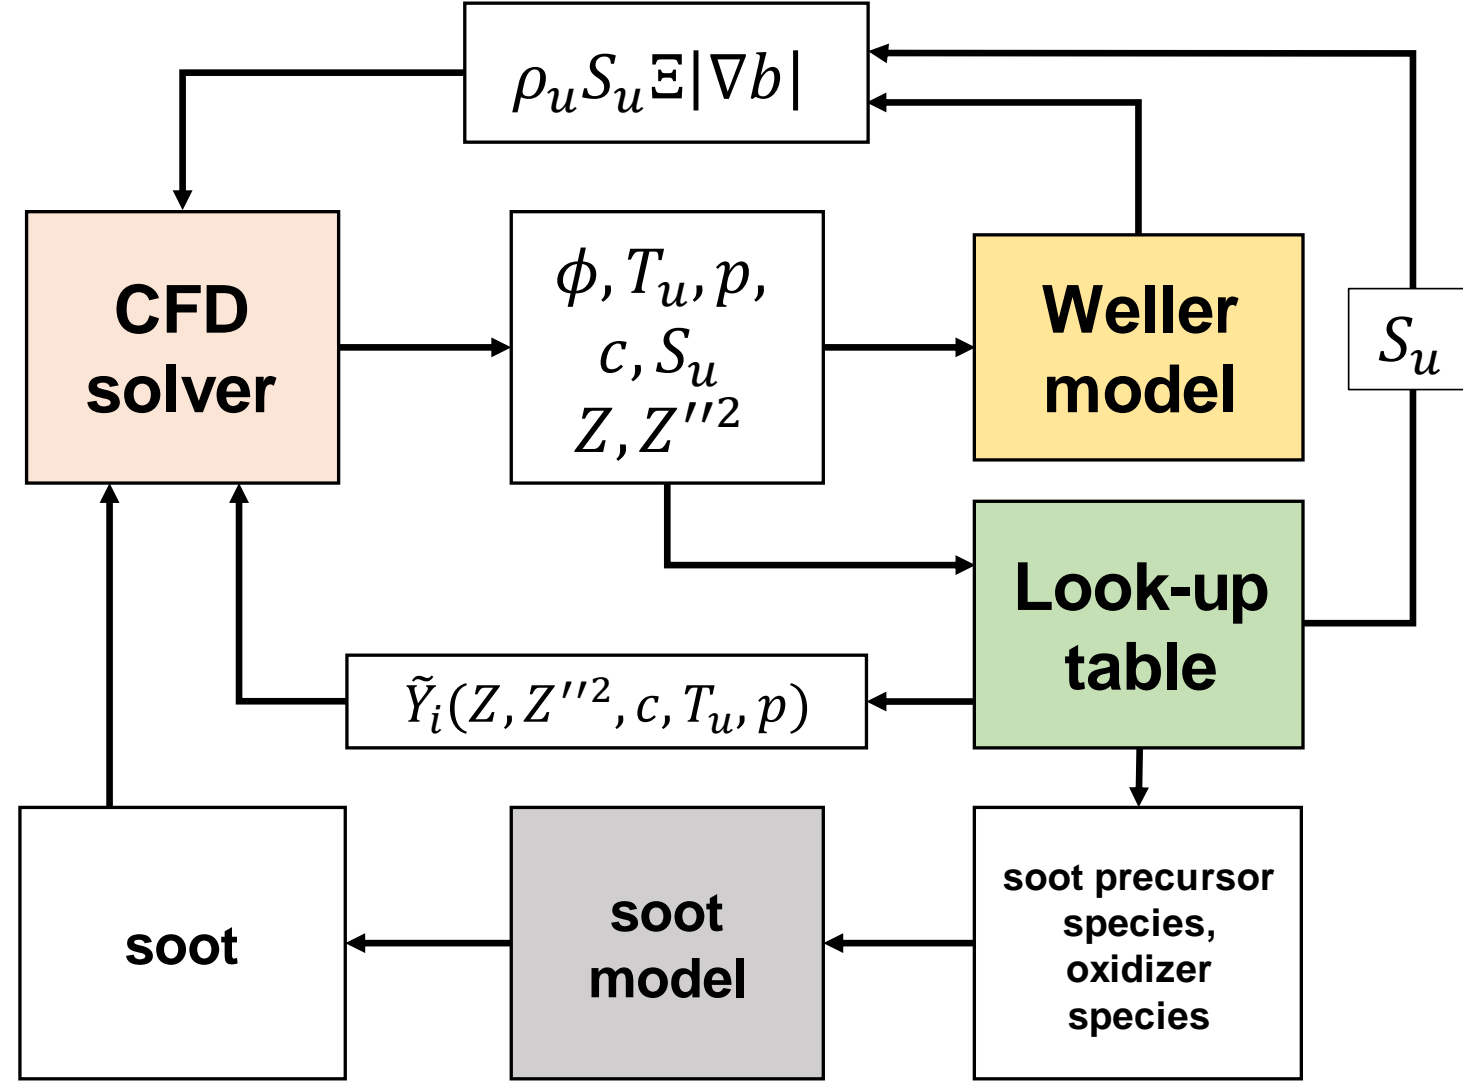 ρ_u S_u Ξ|∇b|
CFD
solver
ϕ, T_u, p,
c, S_u
Z, Z′′²
Weller
model
S_u
Look-up
table
Ỹ_i(Z, Z′′², c, T_u, p)
soot
soot
model
soot precursor
species,
oxidizer
species